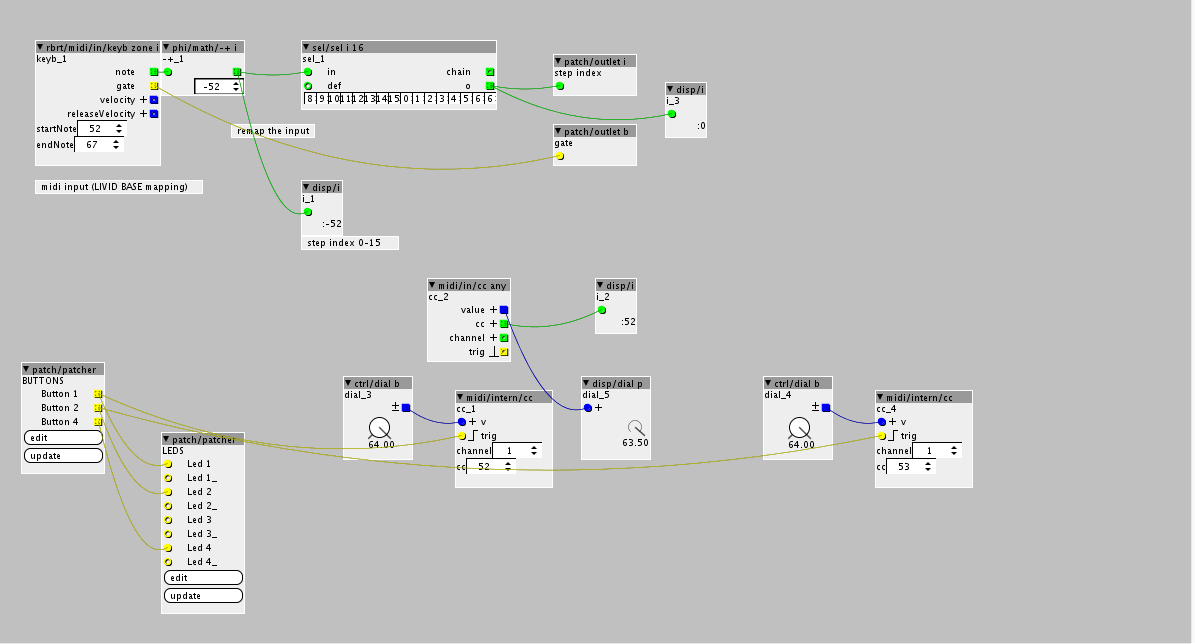 rbrt/midi/in/keyb zone i
keyb_1
note
gate
velocity +
releaseVelocity +
startNote 52
endNote 67
phi/math/-+ i
-+_1
-52
sel/sel i 16
sel_1
in chain
def o
8 9 10 11 12 13 14 15 0 1 2 3 4 5 6 6
patch/outlet i
step index
disp/i
i_3
:0
patch/outlet b
gate
remap the input
midi input (LIVID BASE mapping)
disp/i
i_1
:-52
step index 0-15
midi/in/cc any
cc_2
value +
cc +
channel +
trig
disp/i
i_2
:52
patch/patcher
BUTTONS
Button 1
Button 2
Button 4
edit
update
patch/patcher
LEDS
Led 1
Led 1_
Led 2
Led 2_
Led 3
Led 3_
Led 4
Led 4_
edit
update
ctrl/dial b
dial_3
±
64.00
midi/intern/cc
cc_1
+ v
trig
channel 1
cc 52
disp/dial p
dial_5
+
63.50
ctrl/dial b
dial_4
±
64.00
midi/intern/cc
cc_4
+ v
trig
channel 1
cc 53